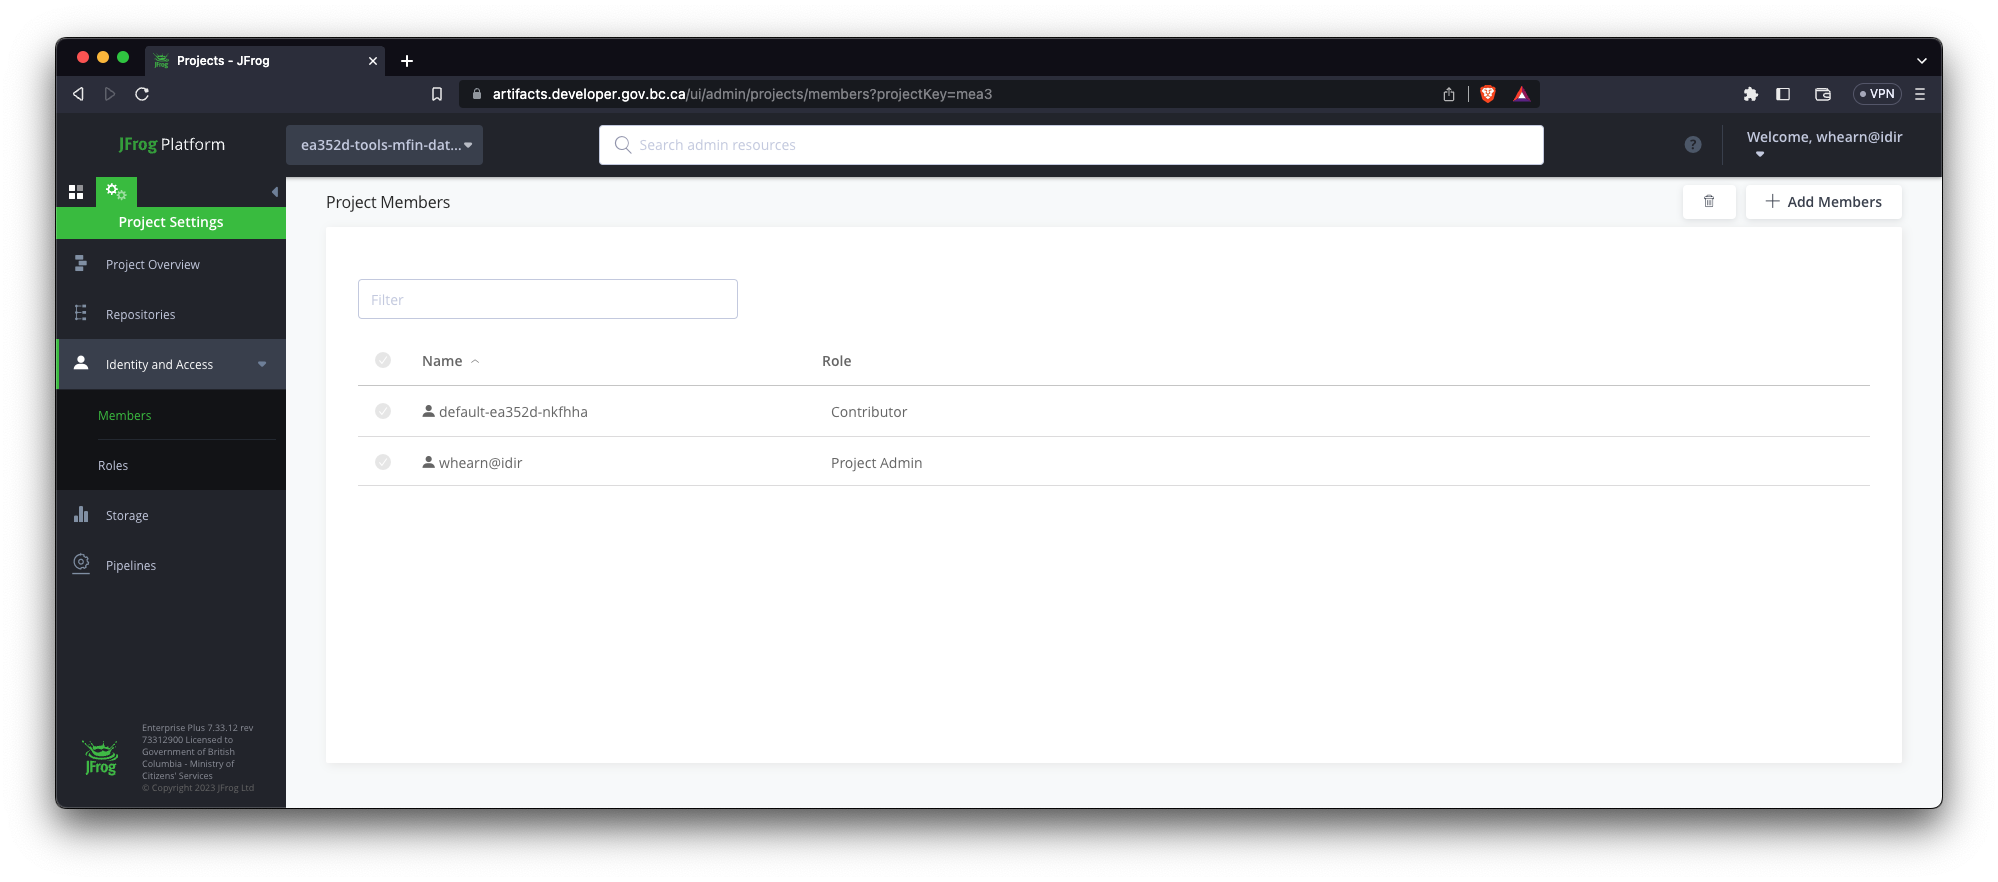 Projects - JFrog
artifacts.developer.gov.bc.ca/ui/admin/projects/members?projectKey=mea3
VPN
JFrog Platform
ea352d-tools-mfin-dat...
Search admin resources
?
Welcome, whearn@idir
Project Settings
Project Overview
Repositories
Identity and Access
Members
Roles
Storage
Pipelines
JFrog
Enterprise Plus 7.33.12 rev
73312900 Licensed to
Government of British
Columbia - Ministry of
Citizens' Services
© Copyright 2023 JFrog Ltd
Project Members
Add Members
Filter
Name Role
default-ea352d-nkfhha Contributor
whearn@idir Project Admin